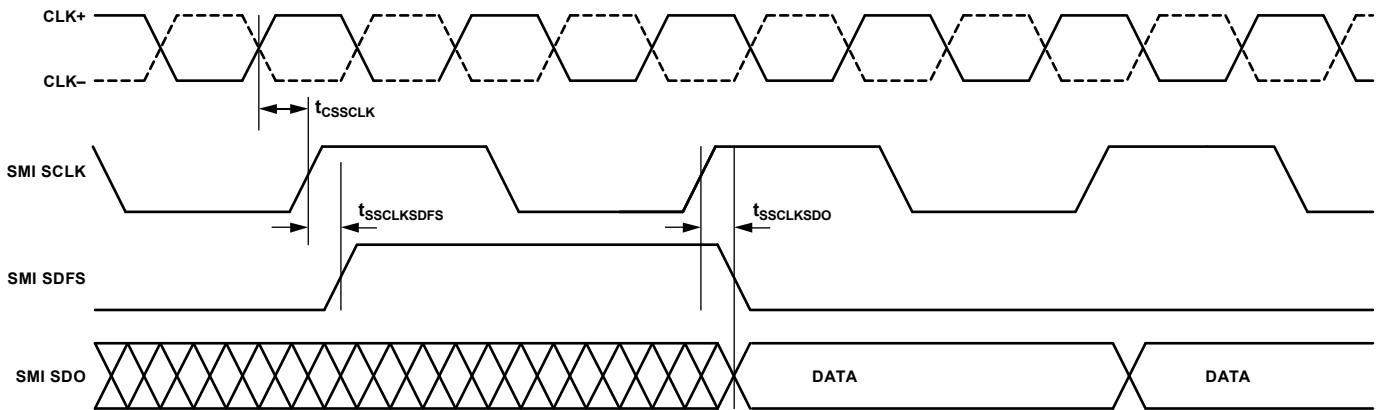 CLK+
CLK–
tCSSCLK
SMI SCLK
tSSCLKSDFS
tSSCLKSDO
SMI SDFS
SMI SDO
DATA
DATA